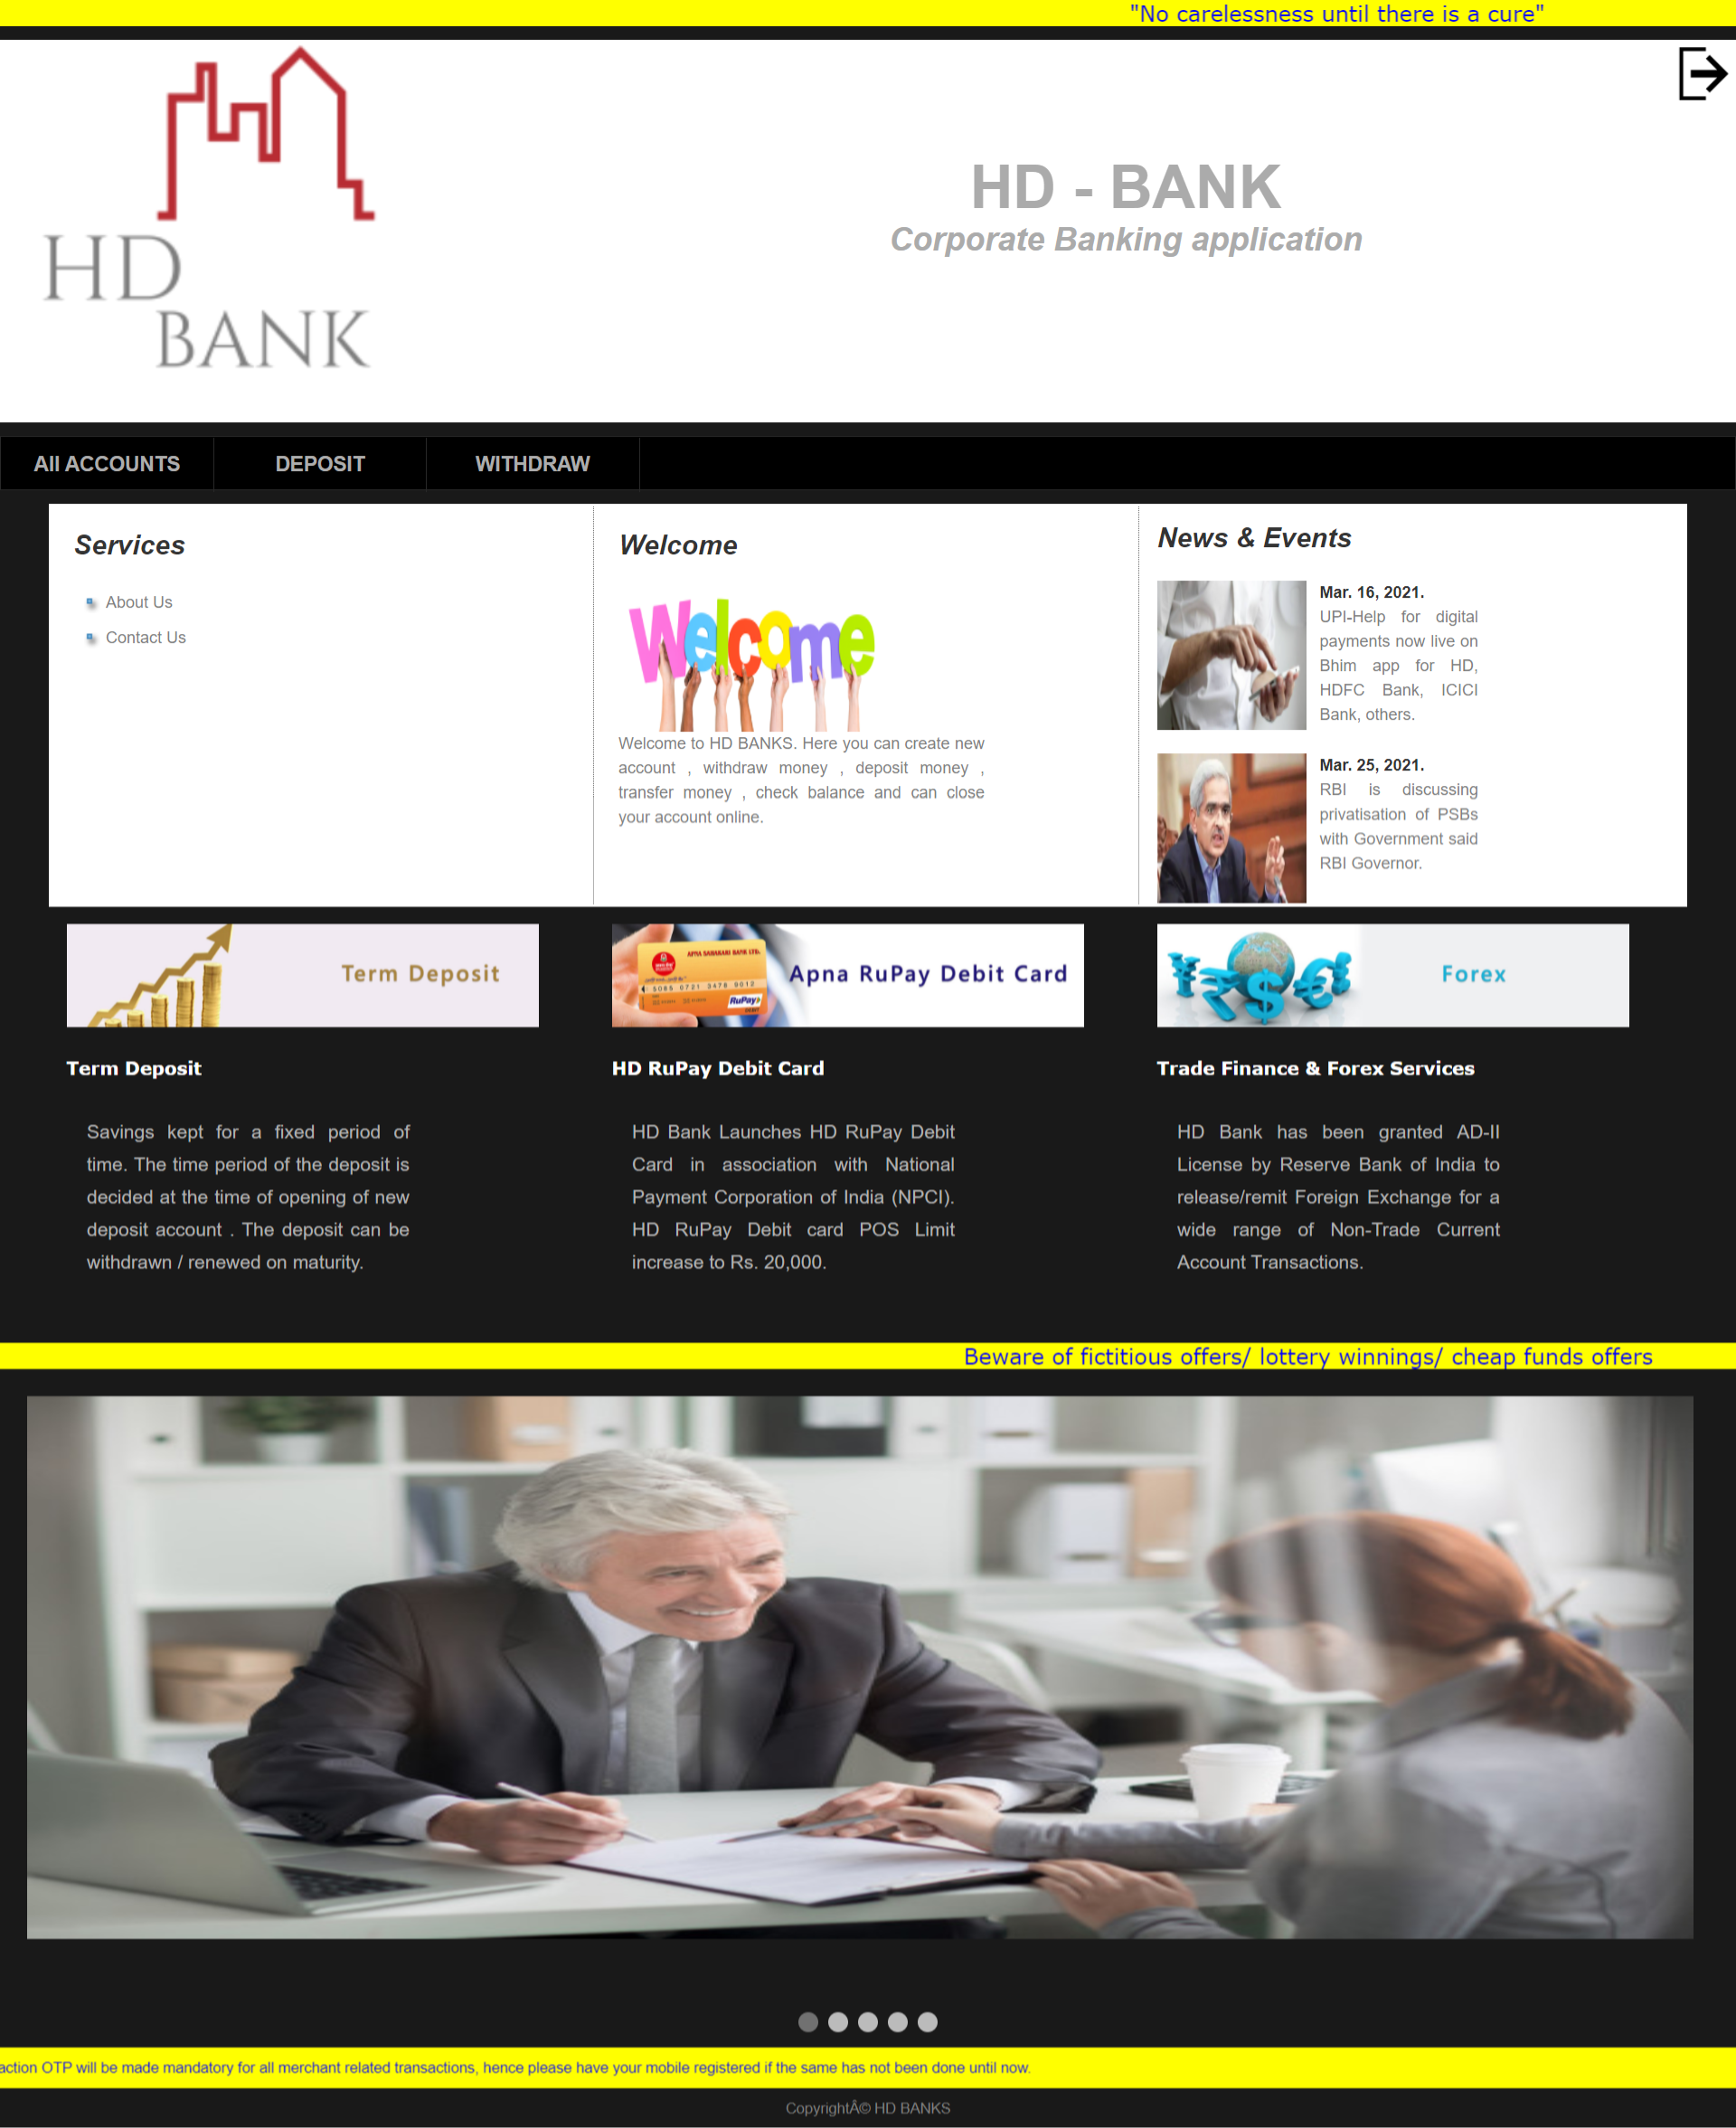 "No carelessness until there is a cure"
HD
BANK
HD - BANK
Corporate Banking application
All ACCOUNTS
DEPOSIT
WITHDRAW
Services
About Us
Contact Us
Welcome
Welcome
Welcome to HD BANKS. Here you can create new
account , withdraw money , deposit money ,
transfer money , check balance and can close
your account online.
News & Events
Mar. 16, 2021.
UPI-Help for digital
payments now live on
Bhim app for HD,
HDFC Bank, ICICI
Bank, others.
Mar. 25, 2021.
RBI is discussing
privatisation of PSBs
with Government said
RBI Governor.
Term Deposit
APNA SAHAKARI BANK LTD.
5085 0721 3478 9012
RuPay
DEBIT
Apna RuPay Debit Card
Forex
Term Deposit
Savings kept for a fixed period of
time. The time period of the deposit is
decided at the time of opening of new
deposit account . The deposit can be
withdrawn / renewed on maturity.
HD RuPay Debit Card
HD Bank Launches HD RuPay Debit
Card in association with National
Payment Corporation of India (NPCI).
HD RuPay Debit card POS Limit
increase to Rs. 20,000.
Trade Finance & Forex Services
HD Bank has been granted AD-II
License by Reserve Bank of India to
release/remit Foreign Exchange for a
wide range of Non-Trade Current
Account Transactions.
Beware of fictitious offers/ lottery winnings/ cheap funds offers
action OTP will be made mandatory for all merchant related transactions, hence please have your mobile registered if the same has not been done until now.
CopyrightÂ© HD BANKS